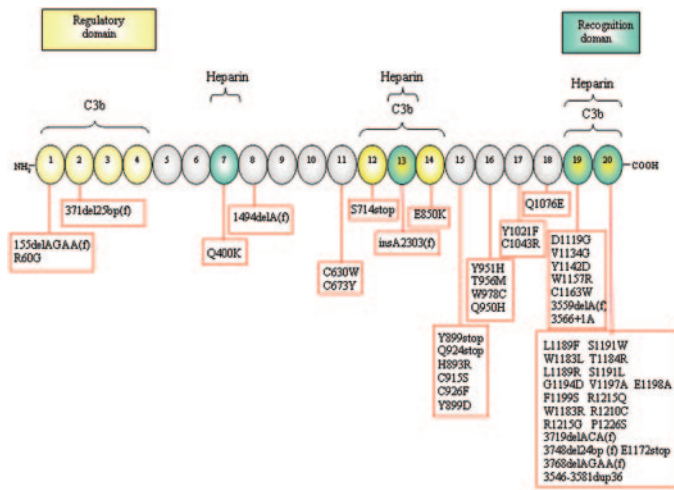 Regulatory domain
Recognition domain
Heparin
Heparin
Heparin
C3b
C3b
C3b
NH2
1 2 3 4 5 6 7 8 9 10 11 12 13 14 15 16 17 18 19 20
COOH
155delAGAA(f)
R60G
371del25bp(f)
Q400K
1494delA(f)
C630W
C673Y
S714stop
insA2303(f)
E850K
Y899stop
Q924stop
H893R
C915S
C926F
Y899D
Y951H
T956M
W978C
Q950H
Y1021F
C1043R
Q1076E
D1119G
V1134G
Y1142D
W1157R
C1163W
3559delA(f)
3566+1A
L1189F S1191W
W1183L T1184R
L1189R S1191L
G1194D V1197A E1198A
F1199S R1215Q
W1183R R1210C
R1215G P1226S
3719delACA(f)
3748del24bp (f) E1172stop
3768delAGAA(f)
3546-3581dup36